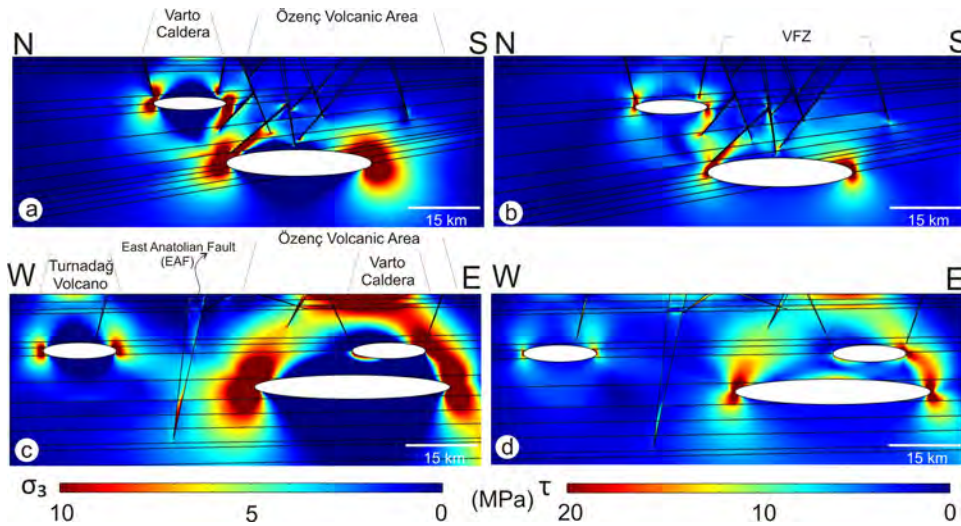 Varto
Caldera
Özenç Volcanic Area
N
S
a
15 km
N
VFZ
S
b
15 km
W
Turnadağ
Volcano
East Anatolian Fault
(EAF)
Özenç Volcanic Area
Varto
Caldera
E
c
15 km
W
E
d
15 km
σ3
10
5
0
(MPa)
τ
20
10
0